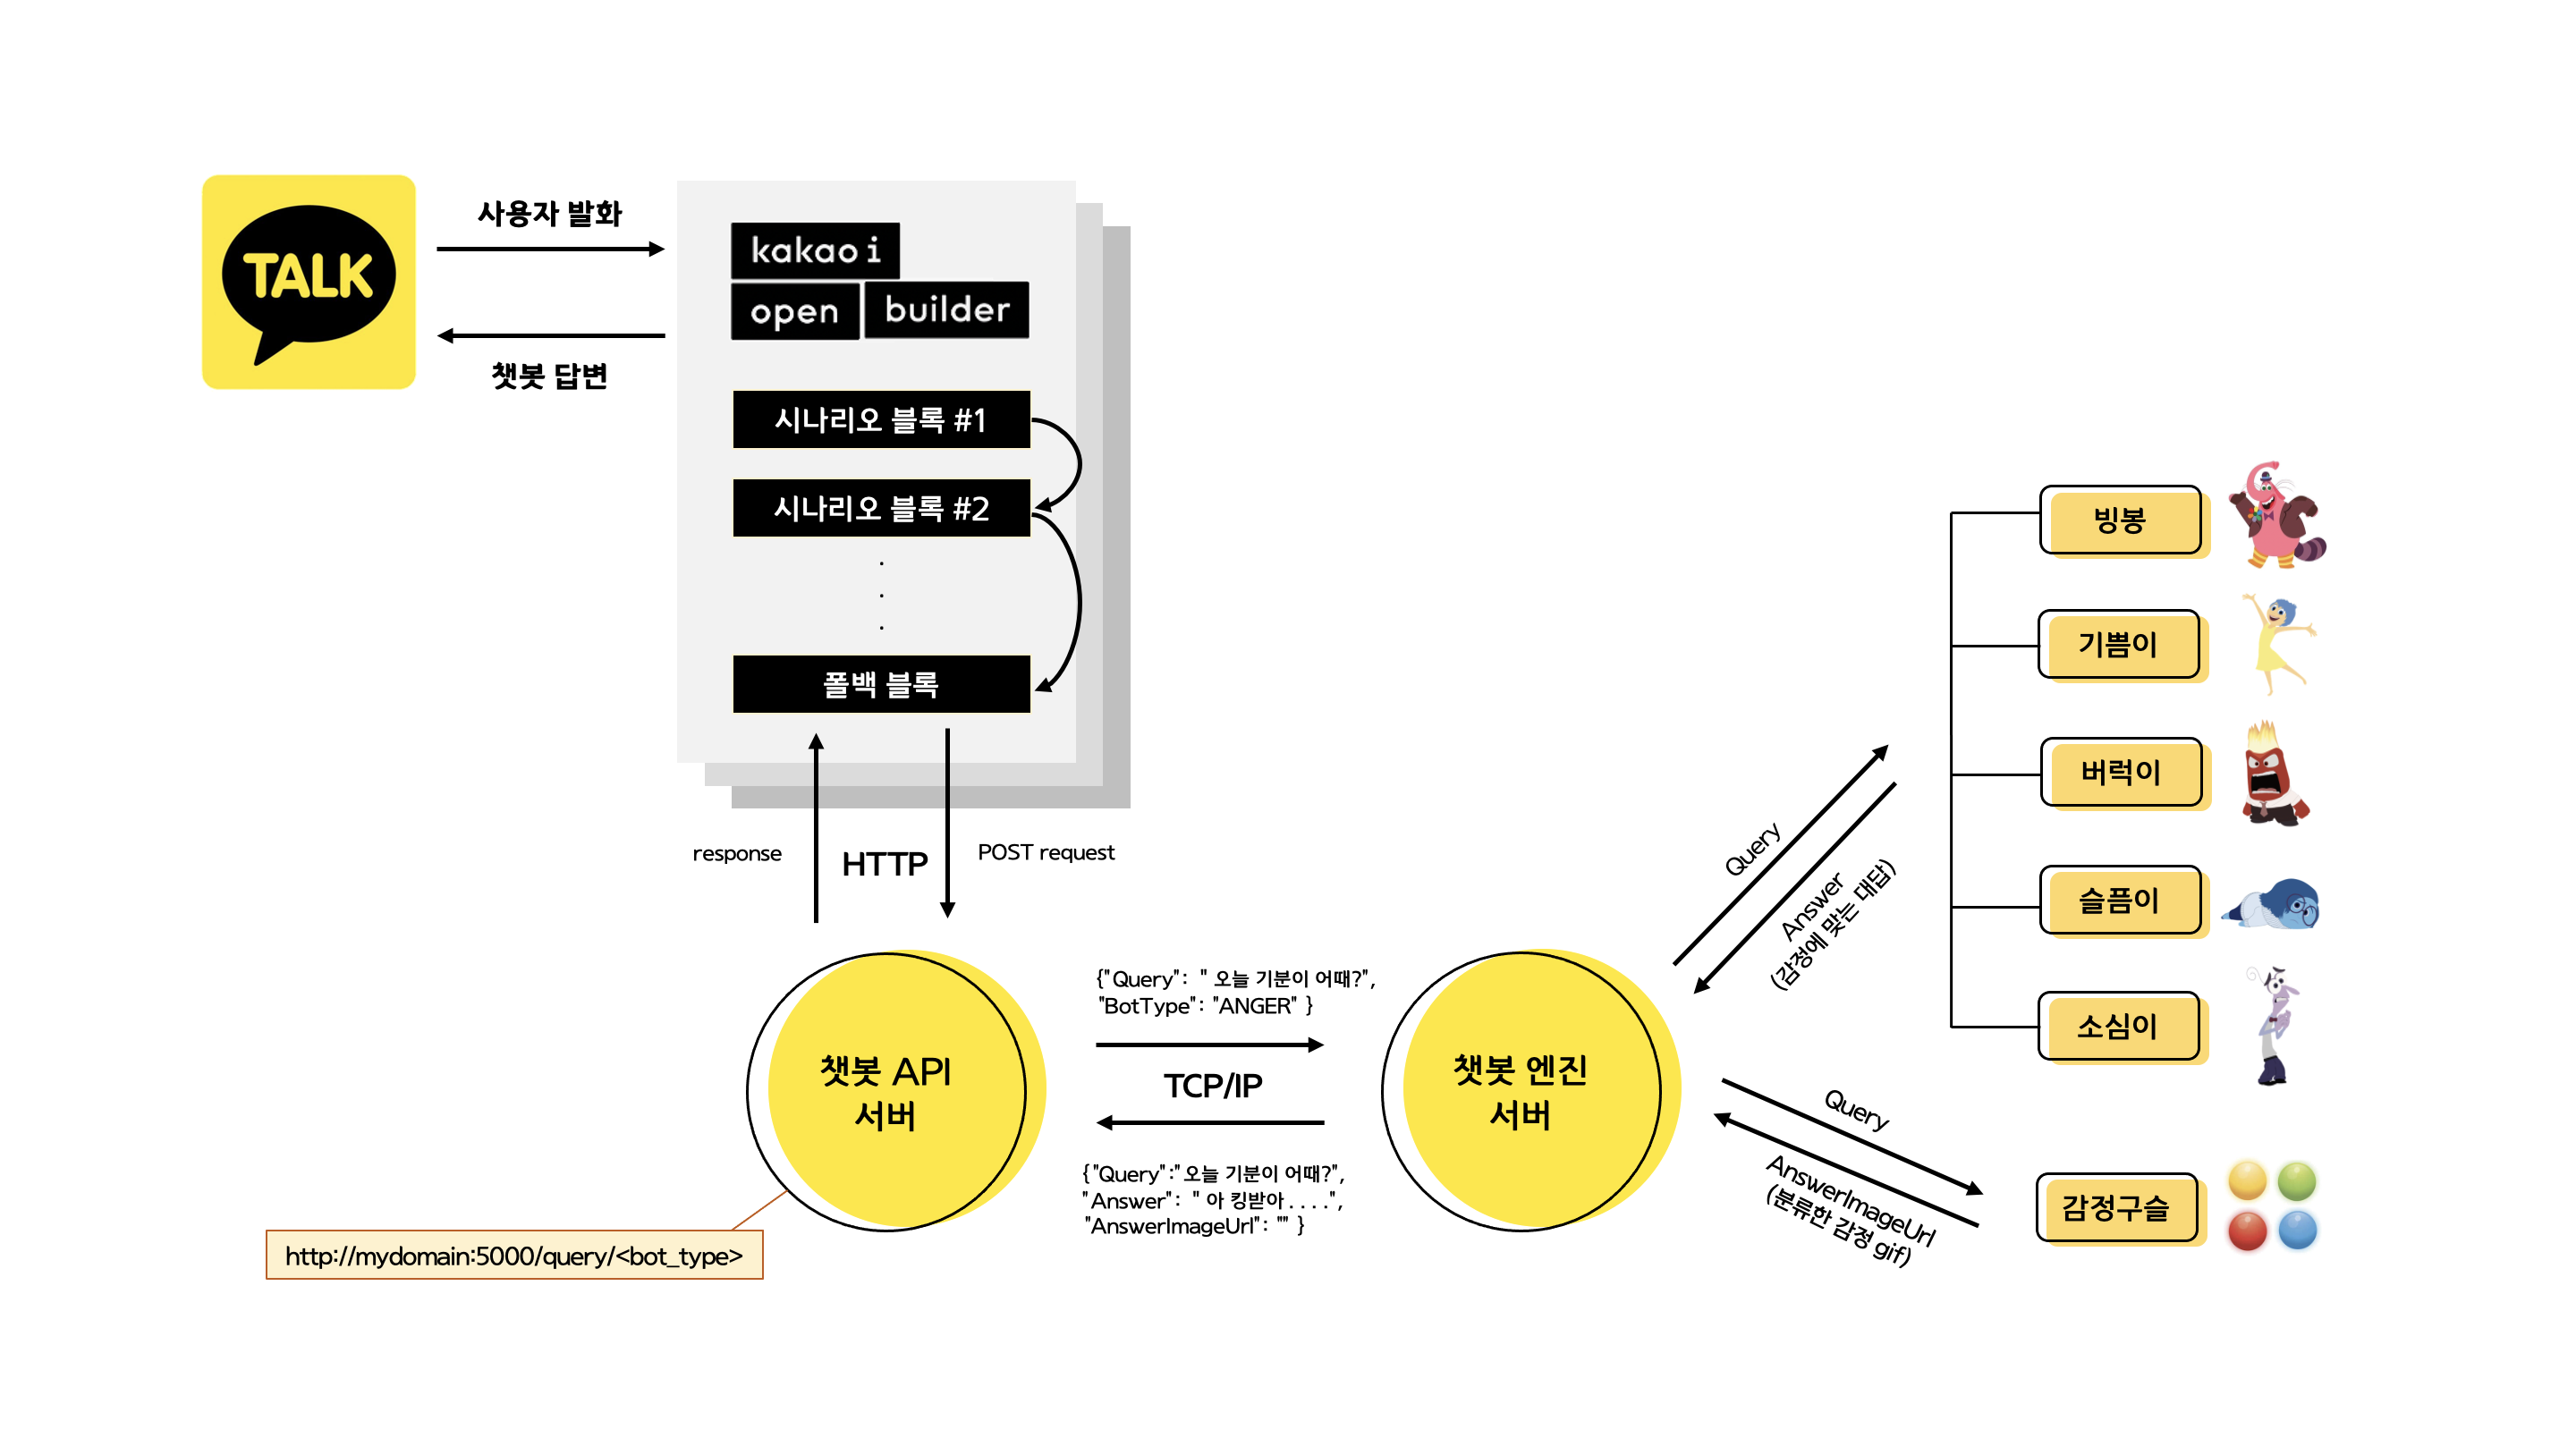 TALK
사용자 발화
챗봇 답변
kakao i
open builder
시나리오 블록 #1
시나리오 블록 #2
폴백 블록
response
HTTP
POST request
챗봇 API
서버
http://mydomain:5000/query/<bot_type>
{"Query": " 오늘 기분이 어때?",
"BotType": "ANGER" }
TCP/IP
{"Query":"오늘 기분이 어때?",
"Answer": " 아 킹받아 . . . .",
"AnswerImageUrl": "" }
챗봇 엔진
서버
Query
Answer
(감정에 맞는 대답)
Query
AnswerImageUrl
(분류한 감정 gif)
빙봉
기쁨이
버럭이
슬픔이
소심이
감정구슬